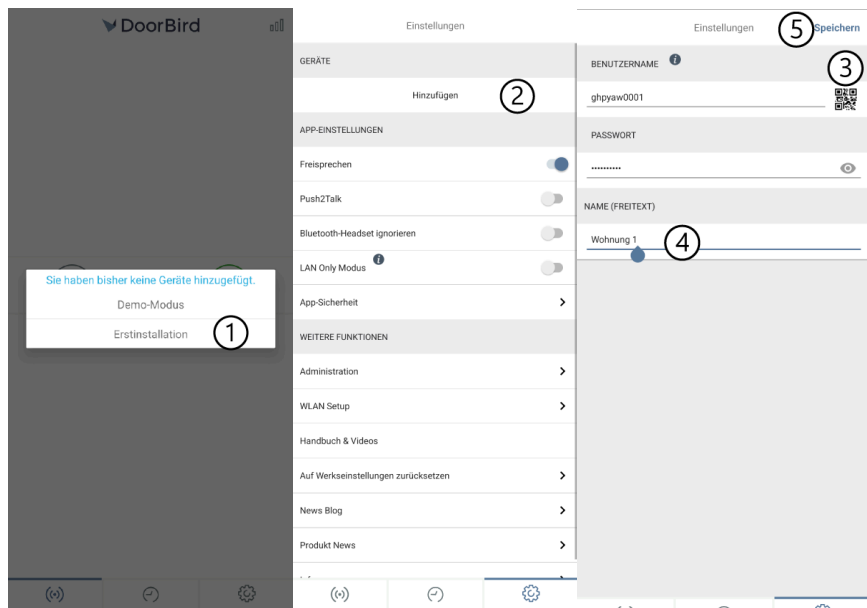 DoorBird
Sie haben bisher keine Geräte hinzugefügt.
Demo-Modus
Erstinstallation
1
Einstellungen
GERÄTE
Hinzufügen
2
APP-EINSTELLUNGEN
Freisprechen
Push2Talk
Bluetooth-Headset ignorieren
LAN Only Modus
App-Sicherheit
WEITERE FUNKTIONEN
Administration
WLAN Setup
Handbuch & Videos
Auf Werkseinstellungen zurücksetzen
News Blog
Produkt News
Einstellungen
5
Speichern
BENUTZERNAME
3
ghpyaw0001
PASSWORT
··········
NAME (FREITEXT)
Wohnung 1
4